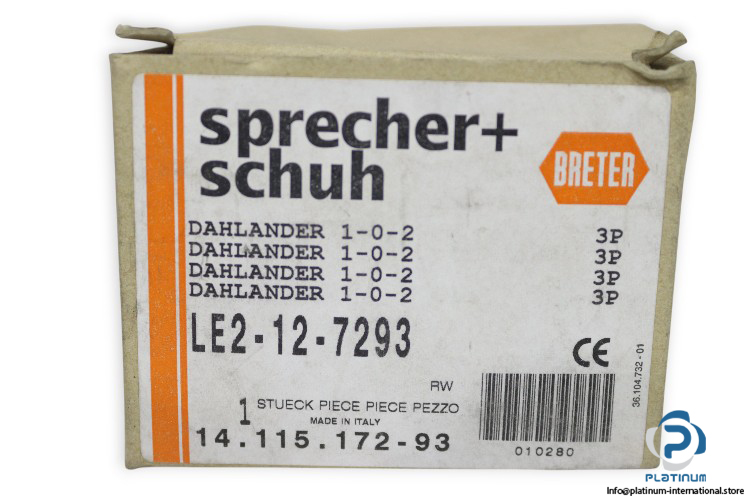 sprecher+
schuh
BRETER
DAHLANDER 1-0-2 3P
DAHLANDER 1-0-2 3P
DAHLANDER 1-0-2 3P
DAHLANDER 1-0-2 3P
LE2-12-7293
CE
36.104.732-01
RW
1 STUECK PIECE PIECE PEZZO
MADE IN ITALY
14.115.172-93
010280
PLATINUM
Info@platinum-international.store